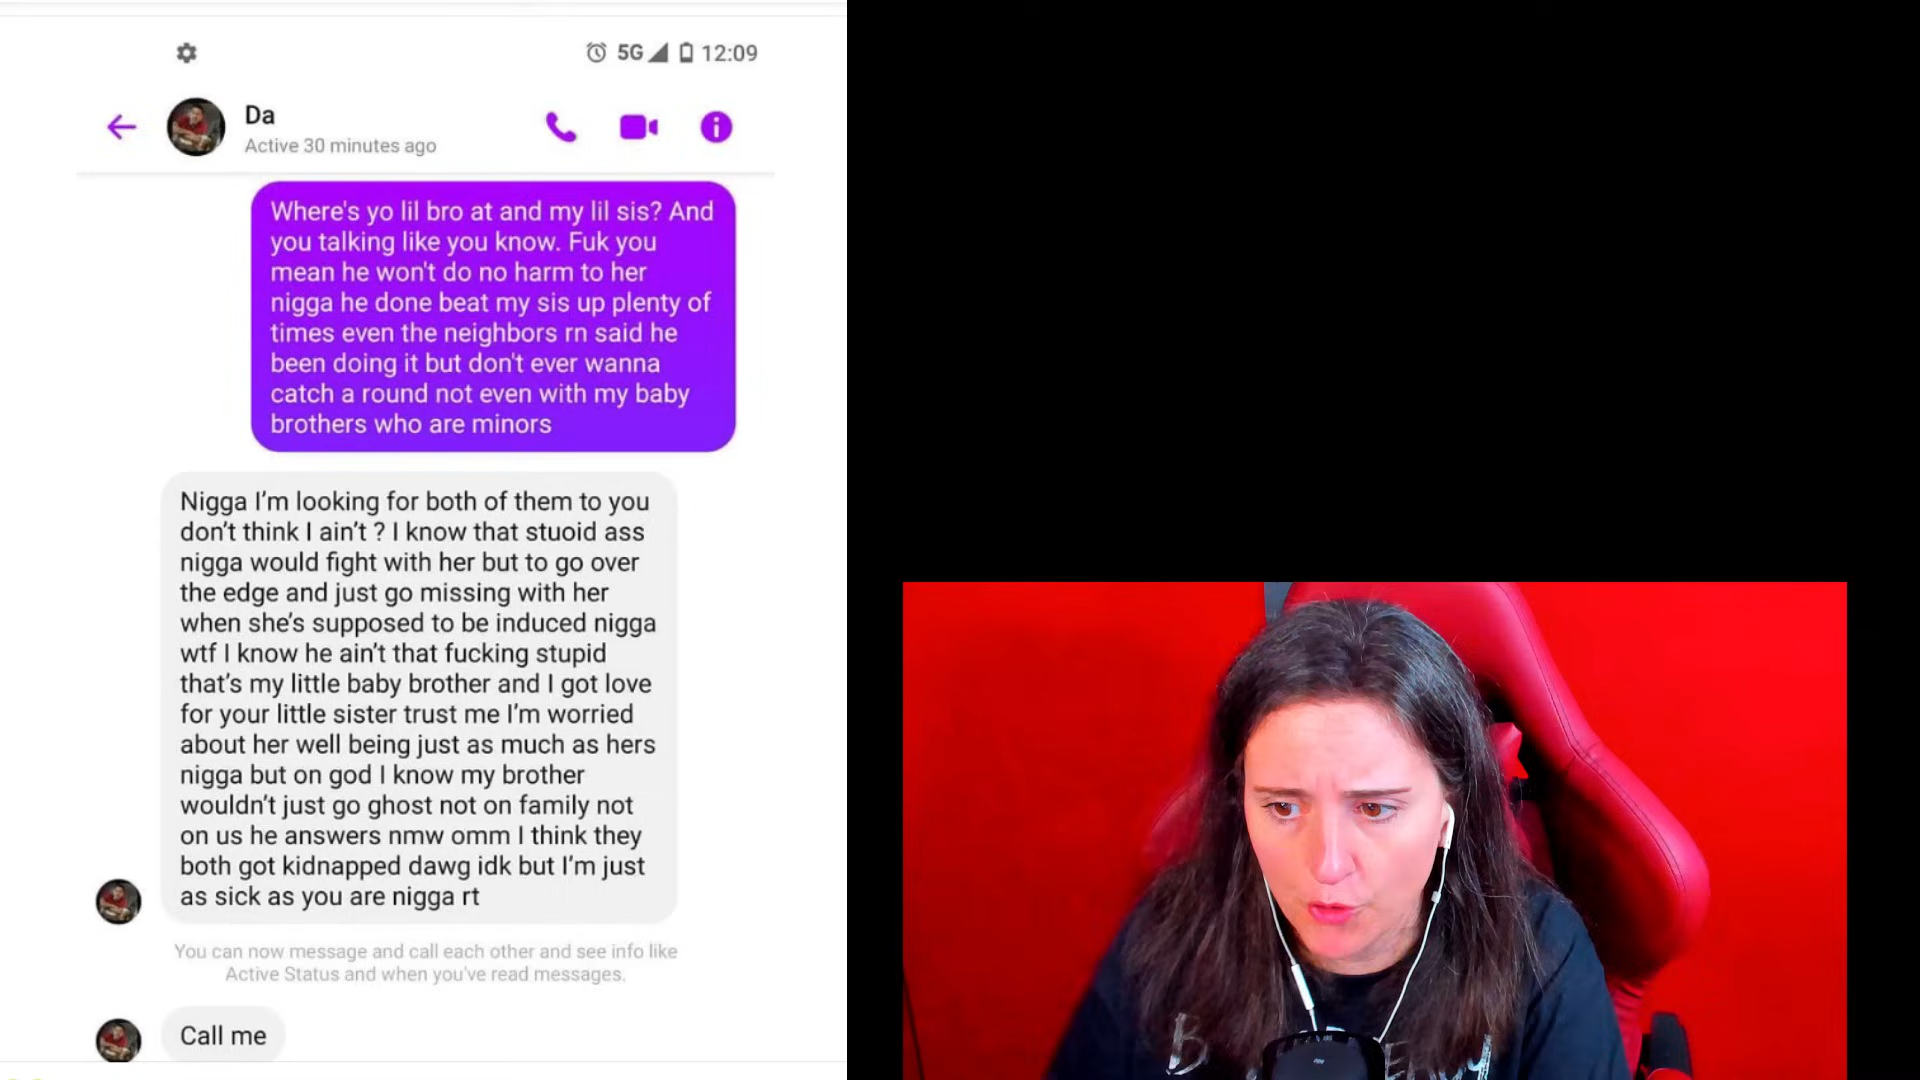 5G 12:09
Da
Active 30 minutes ago
Where's yo lil bro at and my lil sis? And
you talking like you know. Fuk you
mean he won't do no harm to her
nigga he done beat my sis up plenty of
times even the neighbors rn said he
been doing it but don't ever wanna
catch a round not even with my baby
brothers who are minors
Nigga I’m looking for both of them to you
don’t think I ain’t ? I know that stuoid ass
nigga would fight with her but to go over
the edge and just go missing with her
when she’s supposed to be induced nigga
wtf I know he ain’t that fucking stupid
that’s my little baby brother and I got love
for your little sister trust me I’m worried
about her well being just as much as hers
nigga but on god I know my brother
wouldn’t just go ghost not on family not
on us he answers nmw omm I think they
both got kidnapped dawg idk but I’m just
as sick as you are nigga rt
You can now message and call each other and see info like
Active Status and when you've read messages.
Call me